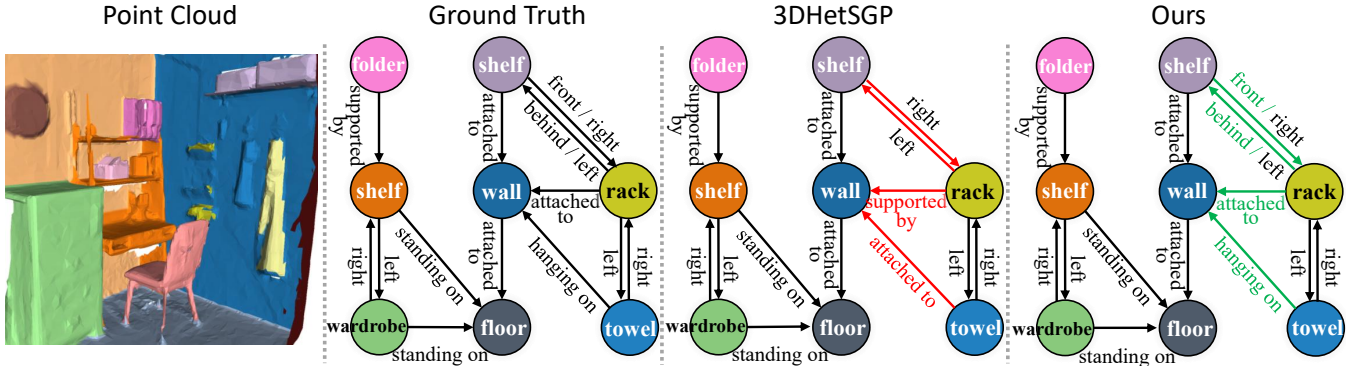 Point Cloud
Ground Truth
3DHetSGP
Ours
folder
shelf
supported by
attached to
front / right
behind / left
shelf
wall
rack
attached to
right
left
standing on
attached to
hanging on
left
right
wardrobe
floor
towel
standing on
folder
shelf
supported by
attached to
right
left
shelf
wall
rack
supported by
right
left
standing on
attached to
attached to
left
right
wardrobe
floor
towel
standing on
folder
shelf
supported by
attached to
front / right
behind / left
shelf
wall
rack
attached to
right
left
standing on
attached to
hanging on
left
right
wardrobe
floor
towel
standing on